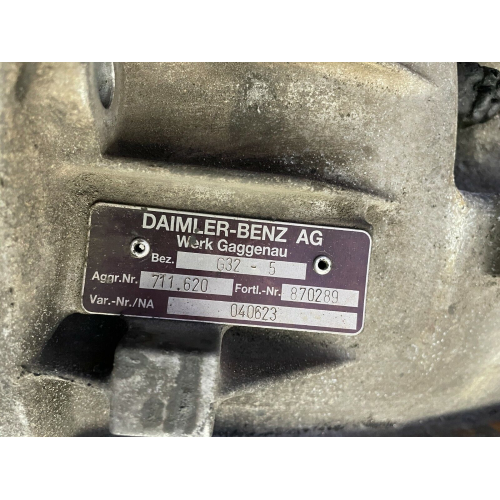 DAIMLER-BENZ AG
Werk Gaggenau
Bez. G32 - 5
Aggr.Nr. 711.620 Fortl.-Nr. 870289
Var.-Nr./NA 040623